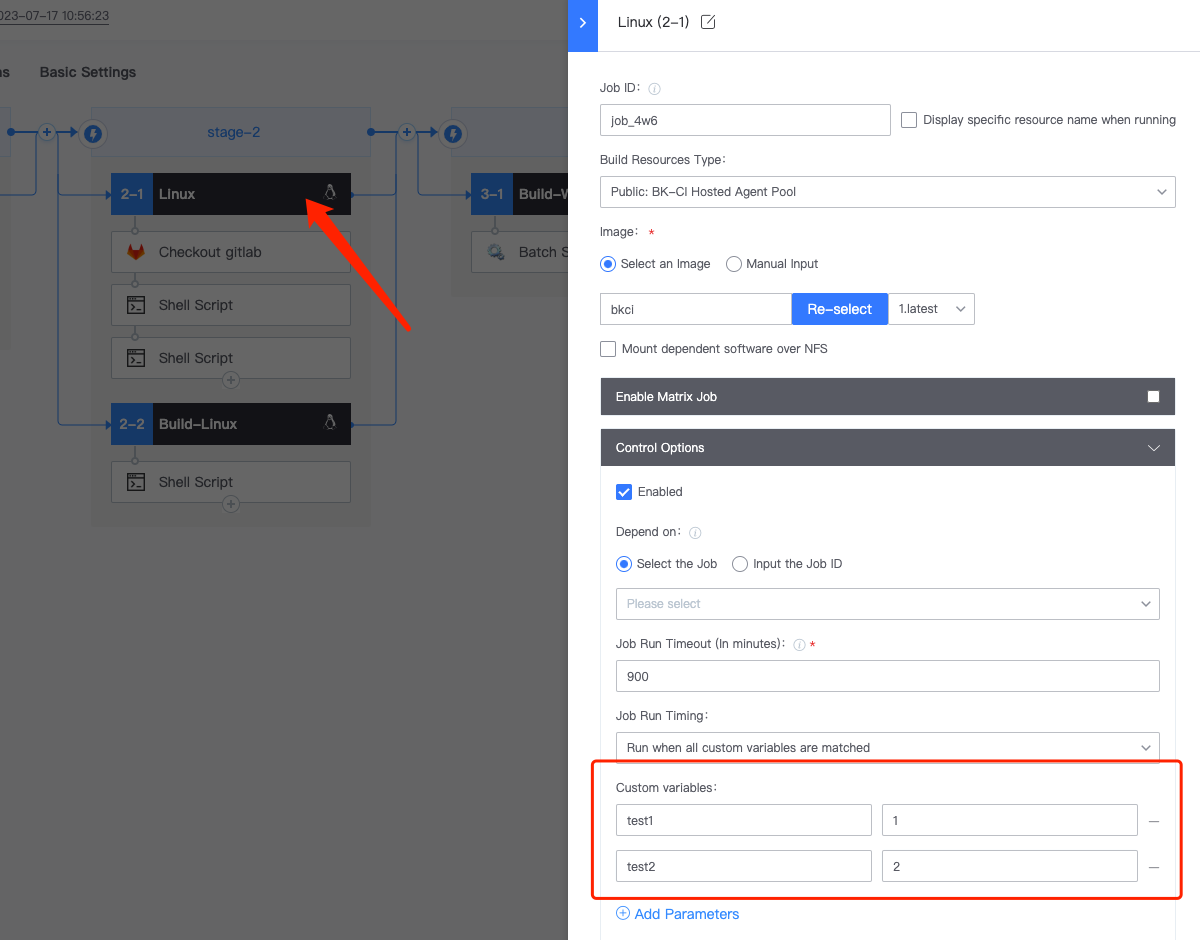 023-07-17 10:56:23
Linux (2-1)
ns
Basic Settings
stage-2
2-1 Linux
Checkout gitlab
Shell Script
Shell Script
2-2 Build-Linux
Shell Script
3-1 Build-W
Batch S
Job ID:
job_4w6
Display specific resource name when running
Build Resources Type:
Public: BK-CI Hosted Agent Pool
Image: *
Select an Image
Manual Input
bkci
Re-select
1.latest
Mount dependent software over NFS
Enable Matrix Job
Control Options
Enabled
Depend on:
Select the Job
Input the Job ID
Please select
Job Run Timeout (In minutes): *
900
Job Run Timing:
Run when all custom variables are matched
Custom variables:
test1
1
test2
2
Add Parameters